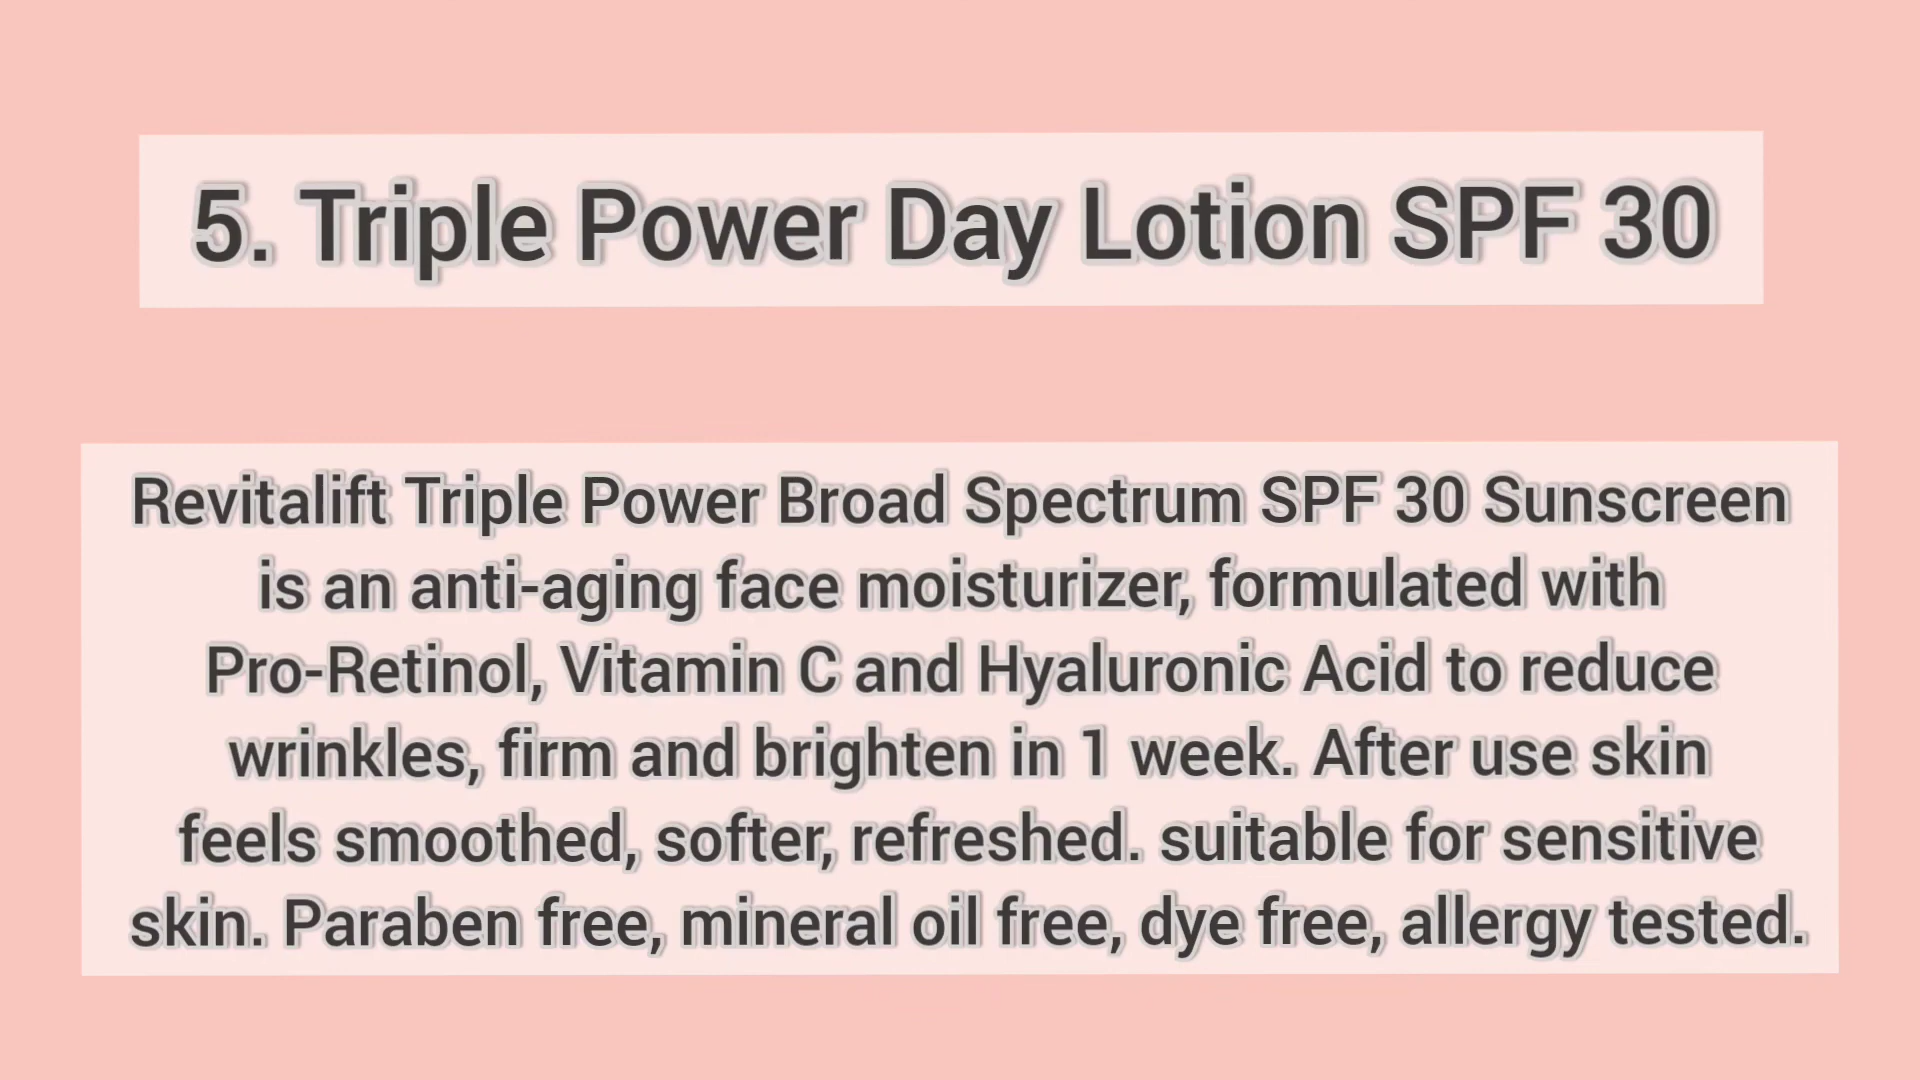 5. Triple Power Day Lotion SPF 30
Revitalift Triple Power Broad Spectrum SPF 30 Sunscreen
is an anti-aging face moisturizer, formulated with
Pro-Retinol, Vitamin C and Hyaluronic Acid to reduce
wrinkles, firm and brighten in 1 week. After use skin
feels smoothed, softer, refreshed. suitable for sensitive
skin. Paraben free, mineral oil free, dye free, allergy tested.